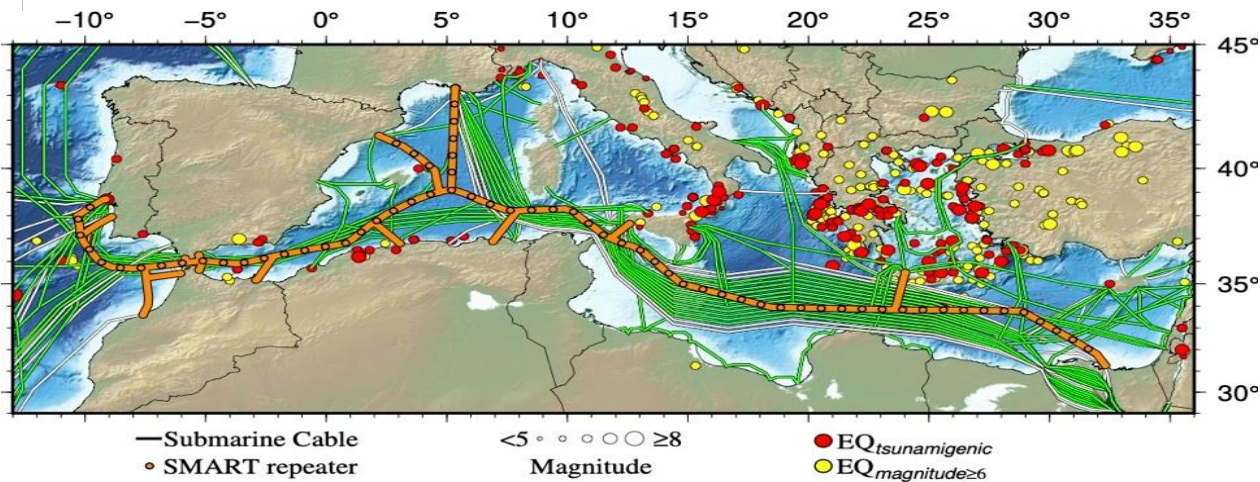 −10° −5° 0° 5° 10° 15° 20° 25° 30° 35°
45°
40°
35°
30°
Submarine Cable <5 ≥8 EQtsunamigenic
SMART repeater Magnitude EQmagnitude≥6